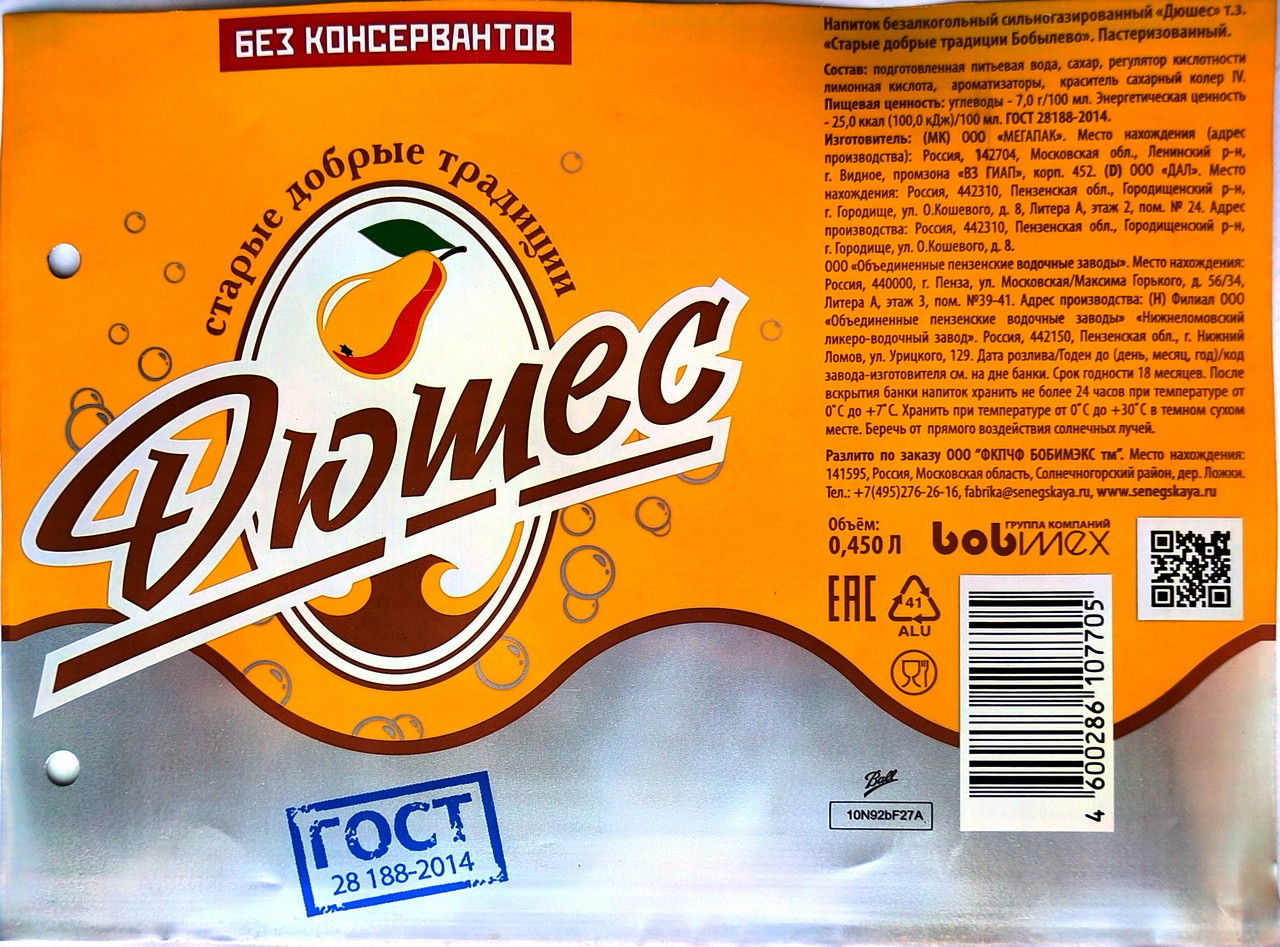 БЕЗ КОНСЕРВАНТОВ
старые добрые традиции
Дюшес
ГОСТ
28 188-2014
Напиток безалкогольный сильногазированный «Дюшес» т.з.
«Старые добрые традиции Бобылево». Пастеризованный.
Состав: подготовленная питьевая вода, сахар, регулятор кислотности
лимонная кислота, ароматизаторы, краситель сахарный колер IV.
Пищевая ценность: углеводы - 7,0 г/100 мл. Энергетическая ценность
- 25,0 ккал (100,0 кДж)/100 мл. ГОСТ 28188-2014.
Изготовитель: (МК) ООО «МЕГАПАК». Место нахождения (адрес
производства): Россия, 142704, Московская обл., Ленинский р-н,
г. Видное, промзона «ВЗ ГИАП», корп. 452. (D) ООО «ДАЛ». Место
нахождения: Россия, 442310, Пензенская обл., Городищенский р-н,
г. Городище, ул. О.Кошевого, д. 8, Литера А, этаж 2, пом. № 24. Адрес
производства: Россия, 442310, Пензенская обл., Городищенский р-н,
г. Городище, ул. О.Кошевого, д. 8.
ООО «Объединенные пензенские водочные заводы». Место нахождения:
Россия, 440000, г. Пенза, ул. Московская/Максима Горького, д. 56/34,
Литера А, этаж 3, пом. №39-41. Адрес производства: (Н) Филиал ООО
«Объединенные пензенские водочные заводы» «Нижнеломовский
ликеро-водочный завод». Россия, 442150, Пензенская обл., г. Нижний
Ломов, ул. Урицкого, 129. Дата розлива/Годен до (день, месяц, год)/код
завода-изготовителя см. на дне банки. Срок годности 18 месяцев. После
вскрытия банки напиток хранить не более 24 часов при температуре от
0˚С до +7˚С. Хранить при температуре от 0˚С до +30˚С в темном сухом
месте. Беречь от прямого воздействия солнечных лучей.
Разлито по заказу ООО "ФКПЧФ БОБИМЭКС тм". Место нахождения:
141595, Россия, Московская область, Солнечногорский район, дер. Ложки.
Тел.: +7(495)276-26-16, fabrika@senegskaya.ru, www.senegskaya.ru
Объём:
0,450 Л
ГРУППА КОМПАНИЙ
bobimex
EAC
41
ALU
4 600286 107705
Ball
10N92bF27A